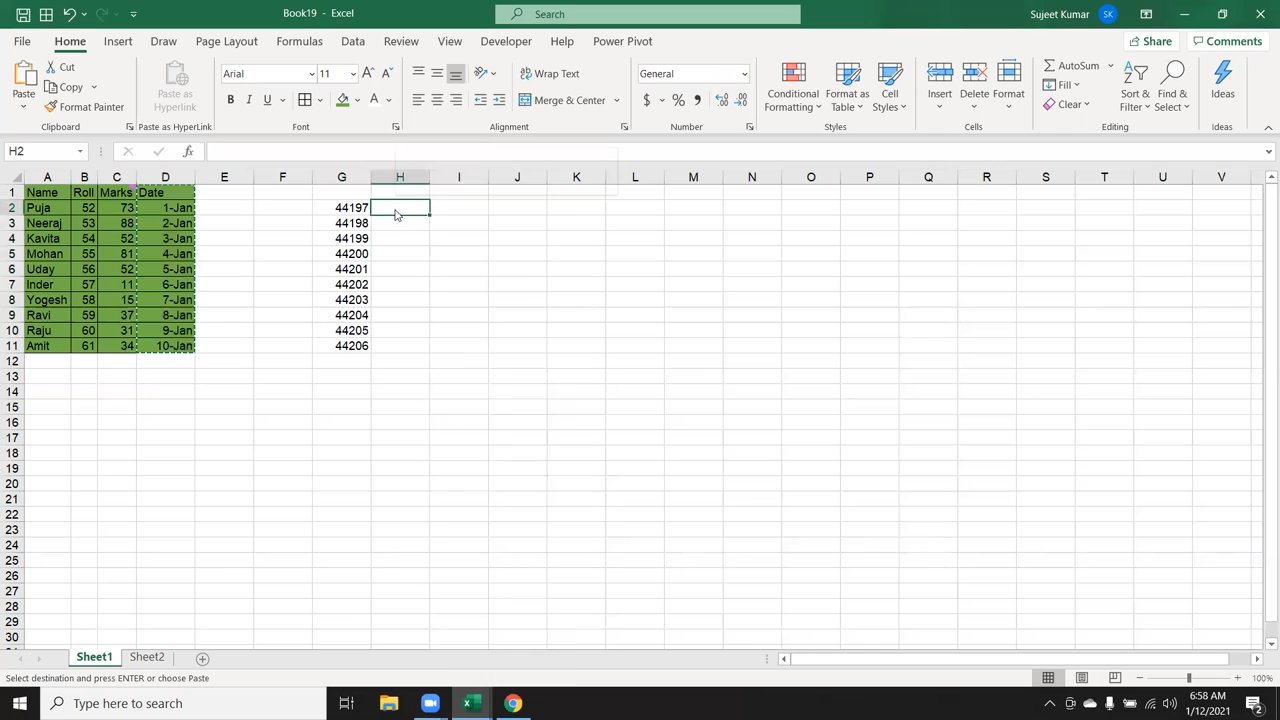 Book19 - Excel
Search
Sujeet Kumar
SK
File Home Insert Draw Page Layout Formulas Data Review View Developer Help Power Pivot
Share
Comments
Paste
Cut
Copy
Format Painter
Clipboard
Paste as Hyperlink
Paste as HyperLink
Arial 11
B I U
Font
Wrap Text
Merge & Center
Alignment
General
$ % ,
Number
Conditional Formatting
Format as Table
Cell Styles
Styles
Insert Delete Format
Cells
AutoSum
Fill
Clear
Sort & Filter
Find & Select
Editing
Ideas
Ideas
H2
fx
A B C D E F G H I J K L M N O P Q R S T U V
1 Name Roll Marks Date
2 Puja 52 73 1-Jan 44197
3 Neeraj 53 88 2-Jan 44198
4 Kavita 54 52 3-Jan 44199
5 Mohan 55 81 4-Jan 44200
6 Uday 56 52 5-Jan 44201
7 Inder 57 11 6-Jan 44202
8 Yogesh 58 15 7-Jan 44203
9 Ravi 59 37 8-Jan 44204
10 Raju 60 31 9-Jan 44205
11 Amit 61 34 10-Jan 44206
12
13
14
15
16
17
18
19
20
21
22
23
24
25
26
27
28
29
30
Sheet1 Sheet2
Select destination and press ENTER or choose Paste
100%
Type here to search
6:58 AM
1/12/2021